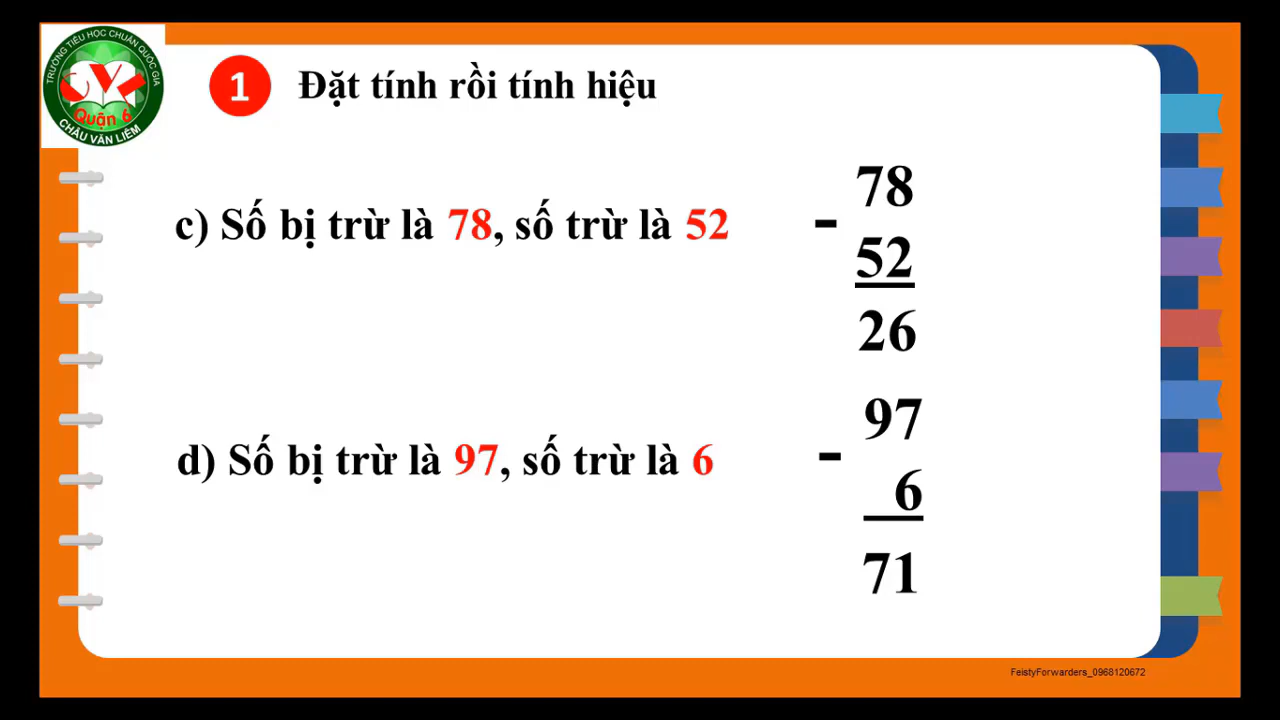 TRƯỜNG TIỂU HỌC CHUẨN QUỐC GIA
Quận 6
CHÂU VĂN LIÊM
1 Đặt tính rồi tính hiệu
c) Số bị trừ là 78, số trừ là 52
78
-
52
26
d) Số bị trừ là 97, số trừ là 6
97
-
6
71
FeistyForwarders_0968120672